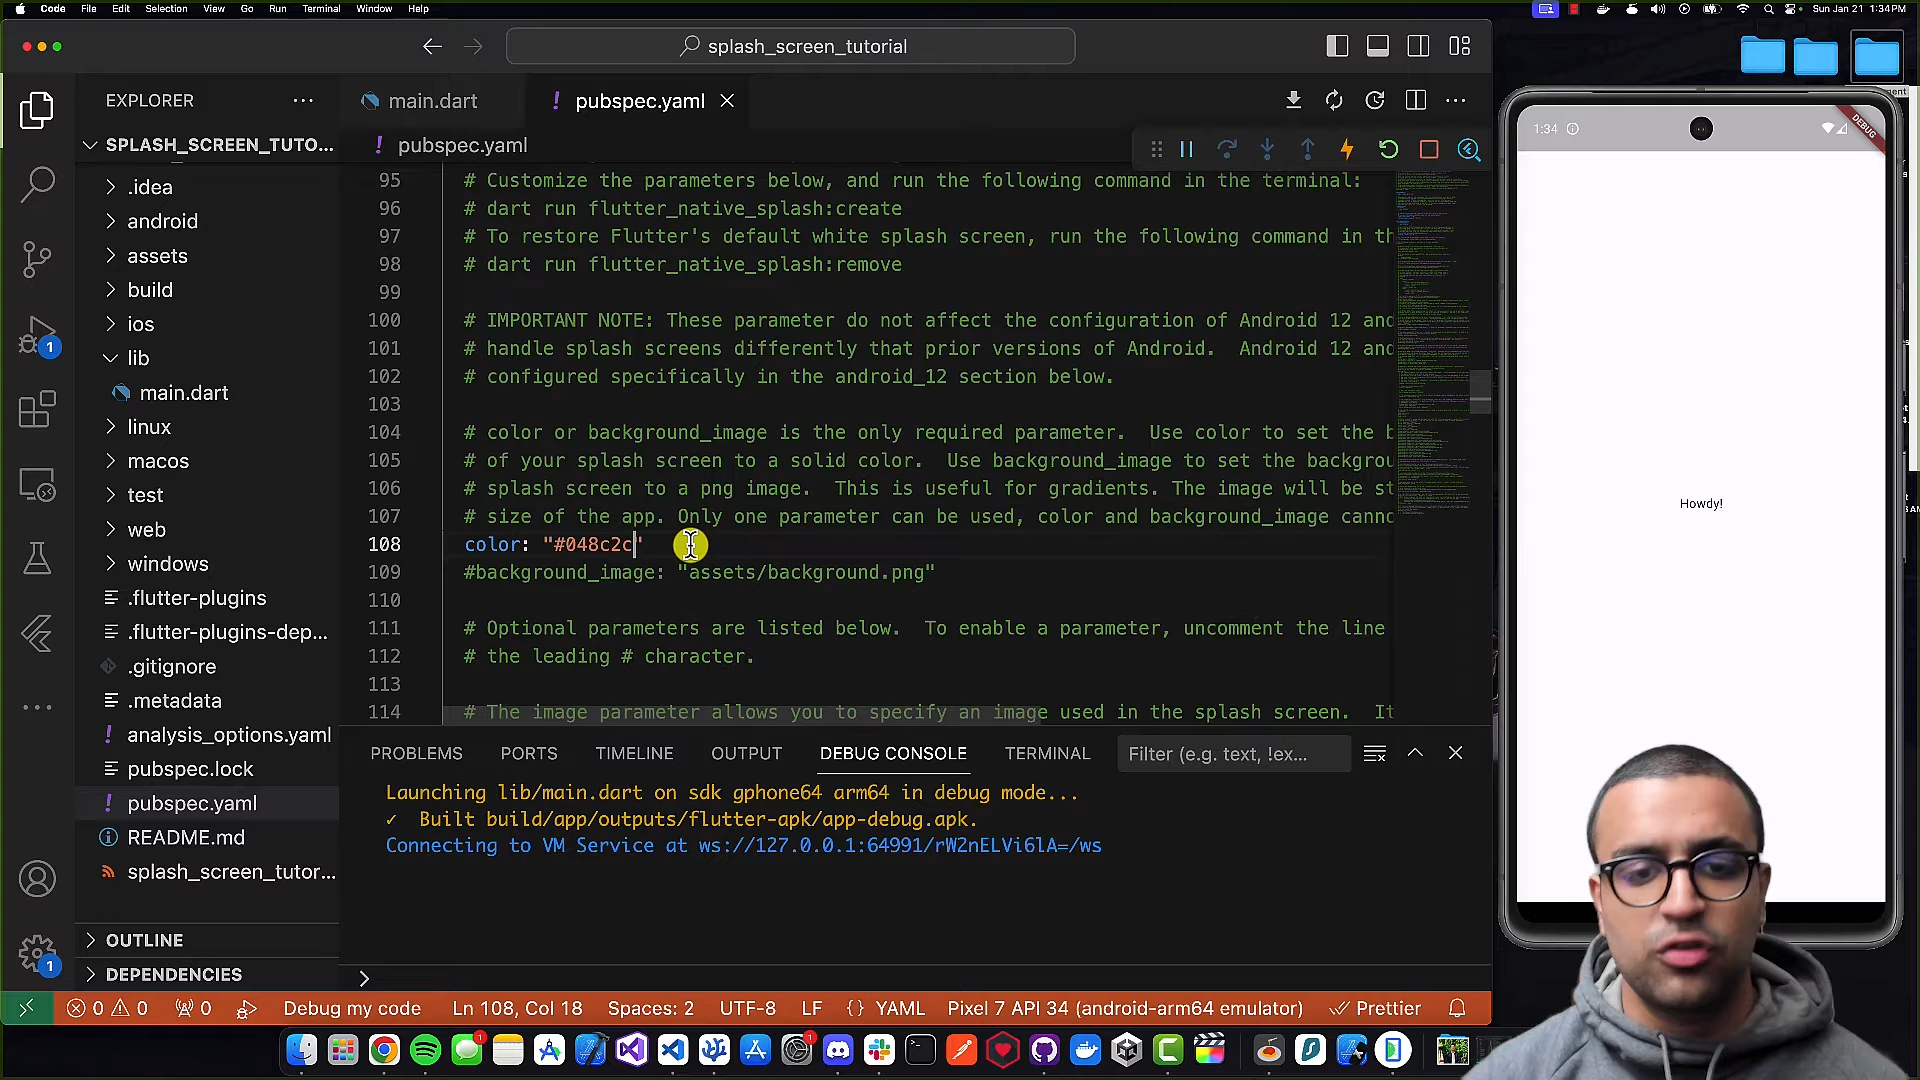 Code File Edit Selection View Go Run Terminal Window Help
Sun Jan 21 1:34PM
splash_screen_tutorial
EXPLORER
main.dart
! pubspec.yaml
SPLASH_SCREEN_TUTO...
! pubspec.yaml
.idea
android
assets
build
ios
lib
main.dart
linux
macos
test
web
windows
.flutter-plugins
.flutter-plugins-dep...
.gitignore
.metadata
! analysis_options.yaml
pubspec.lock
! pubspec.yaml
README.md
splash_screen_tutor...
OUTLINE
DEPENDENCIES
1
1
95 # Customize the parameters below, and run the following command in the terminal:
96 # dart run flutter_native_splash:create
97 # To restore Flutter's default white splash screen, run the following command in th
98 # dart run flutter_native_splash:remove
99
100 # IMPORTANT NOTE: These parameter do not affect the configuration of Android 12 and
101 # handle splash screens differently that prior versions of Android.  Android 12 and
102 # configured specifically in the android_12 section below.
103
104 # color or background_image is the only required parameter.  Use color to set the b
105 # of your splash screen to a solid color.  Use background_image to set the backgrou
106 # splash screen to a png image.  This is useful for gradients. The image will be st
107 # size of the app. Only one parameter can be used, color and background_image canno
108 color: "#048c2c"
109 #background_image: "assets/background.png"
110
111 # Optional parameters are listed below.  To enable a parameter, uncomment the line
112 # the leading # character.
113
114 # The image parameter allows you to specify an image used in the splash screen.  It
PROBLEMS PORTS TIMELINE OUTPUT DEBUG CONSOLE TERMINAL Filter (e.g. text, !ex...
Launching lib/main.dart on sdk gphone64 arm64 in debug mode...
✓ Built build/app/outputs/flutter-apk/app-debug.apk.
Connecting to VM Service at ws://127.0.0.1:64991/rW2nELVi6lA=/ws
0 0 0 Debug my code Ln 108, Col 18 Spaces: 2 UTF-8 LF {} YAML Pixel 7 API 34 (android-arm64 emulator) Prettier
1:34
DEBUG
Howdy!
1
1